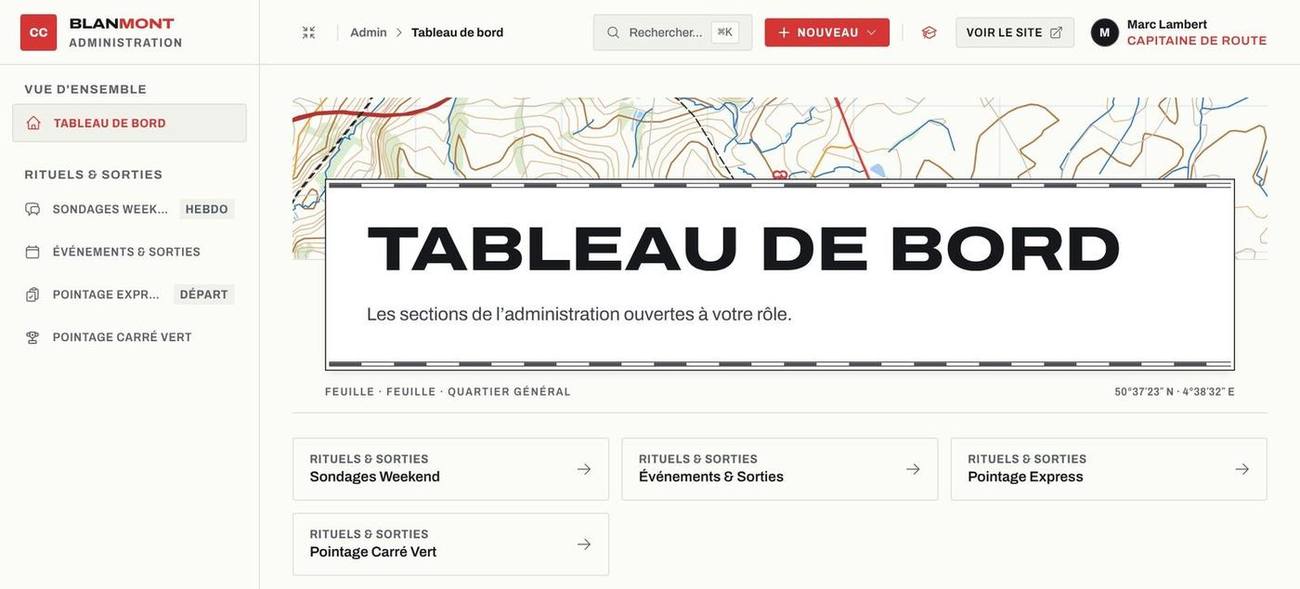 CC
BLANMONT
ADMINISTRATION
Admin
Tableau de bord
Rechercher...
⌘K
NOUVEAU
VOIR LE SITE
M
Marc Lambert
CAPITAINE DE ROUTE
VUE D'ENSEMBLE
TABLEAU DE BORD
RITUELS & SORTIES
SONDAGES WEEK...
HEBDO
ÉVÉNEMENTS & SORTIES
POINTAGE EXPR...
DÉPART
POINTAGE CARRÉ VERT
TABLEAU DE BORD
Les sections de l’administration ouvertes à votre rôle.
FEUILLE · FEUILLE · QUARTIER GÉNÉRAL
50°37′23″ N · 4°38′32″ E
RITUELS & SORTIES
Sondages Weekend
RITUELS & SORTIES
Événements & Sorties
RITUELS & SORTIES
Pointage Express
RITUELS & SORTIES
Pointage Carré Vert